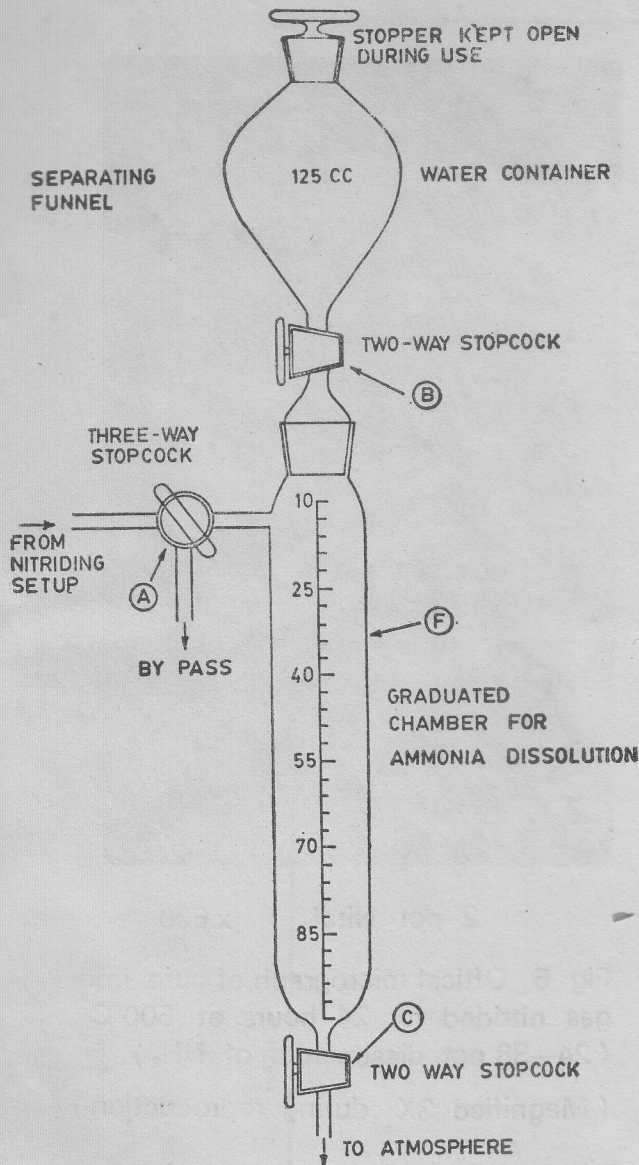 STOPPER KEPT OPEN
DURING USE
SEPARATING
FUNNEL
125 CC
WATER CONTAINER
TWO-WAY STOPCOCK
B
THREE-WAY
STOPCOCK
FROM
NITRIDING
SETUP
A
BY PASS
10
25
40
55
70
85
F
GRADUATED
CHAMBER FOR
AMMONIA DISSOLUTION
C
TWO WAY STOPCOCK
TO ATMOSPHERE